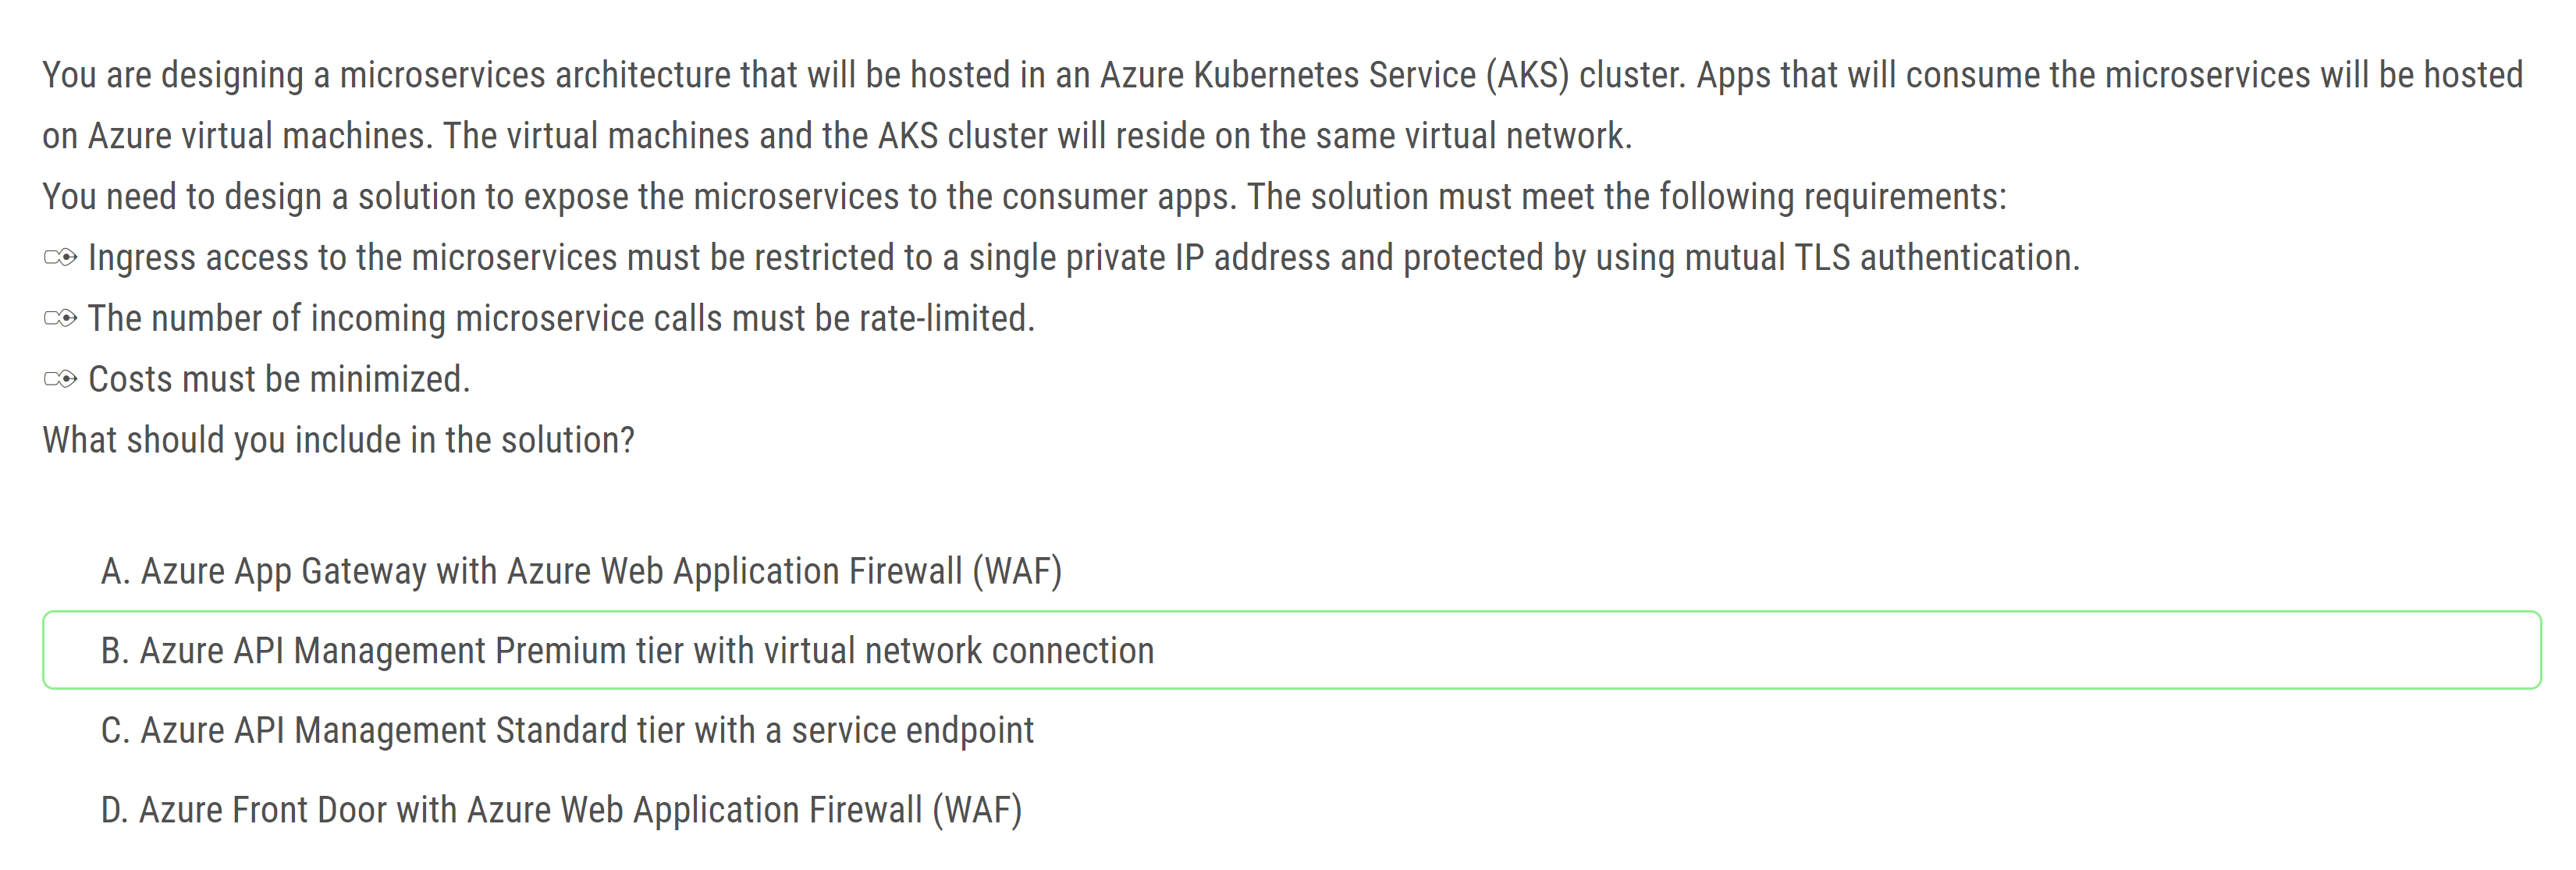 You are designing a microservices architecture that will be hosted in an Azure Kubernetes Service (AKS) cluster. Apps that will consume the microservices will be hosted
on Azure virtual machines. The virtual machines and the AKS cluster will reside on the same virtual network.
You need to design a solution to expose the microservices to the consumer apps. The solution must meet the following requirements:
✑ Ingress access to the microservices must be restricted to a single private IP address and protected by using mutual TLS authentication.
✑ The number of incoming microservice calls must be rate-limited.
✑ Costs must be minimized.
What should you include in the solution?
A. Azure App Gateway with Azure Web Application Firewall (WAF)
B. Azure API Management Premium tier with virtual network connection
C. Azure API Management Standard tier with a service endpoint
D. Azure Front Door with Azure Web Application Firewall (WAF)